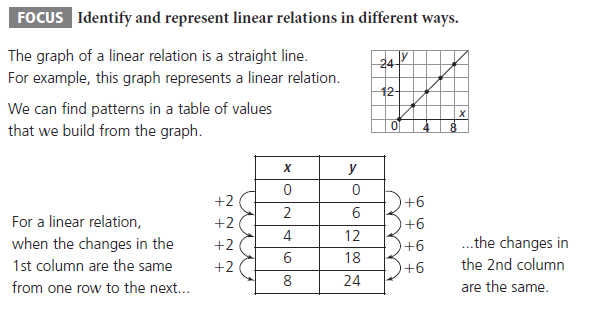 FOCUS Identify and represent linear relations in different ways.
The graph of a linear relation is a straight line.
For example, this graph represents a linear relation.
We can find patterns in a table of values
that we build from the graph.
y
24
12
0 4 8
x
x y
0 0
2 6
4 12
6 18
8 24
+2
+2
+2
+2
+6
+6
+6
+6
For a linear relation,
when the changes in the
1st column are the same
from one row to the next...
...the changes in
the 2nd column
are the same.